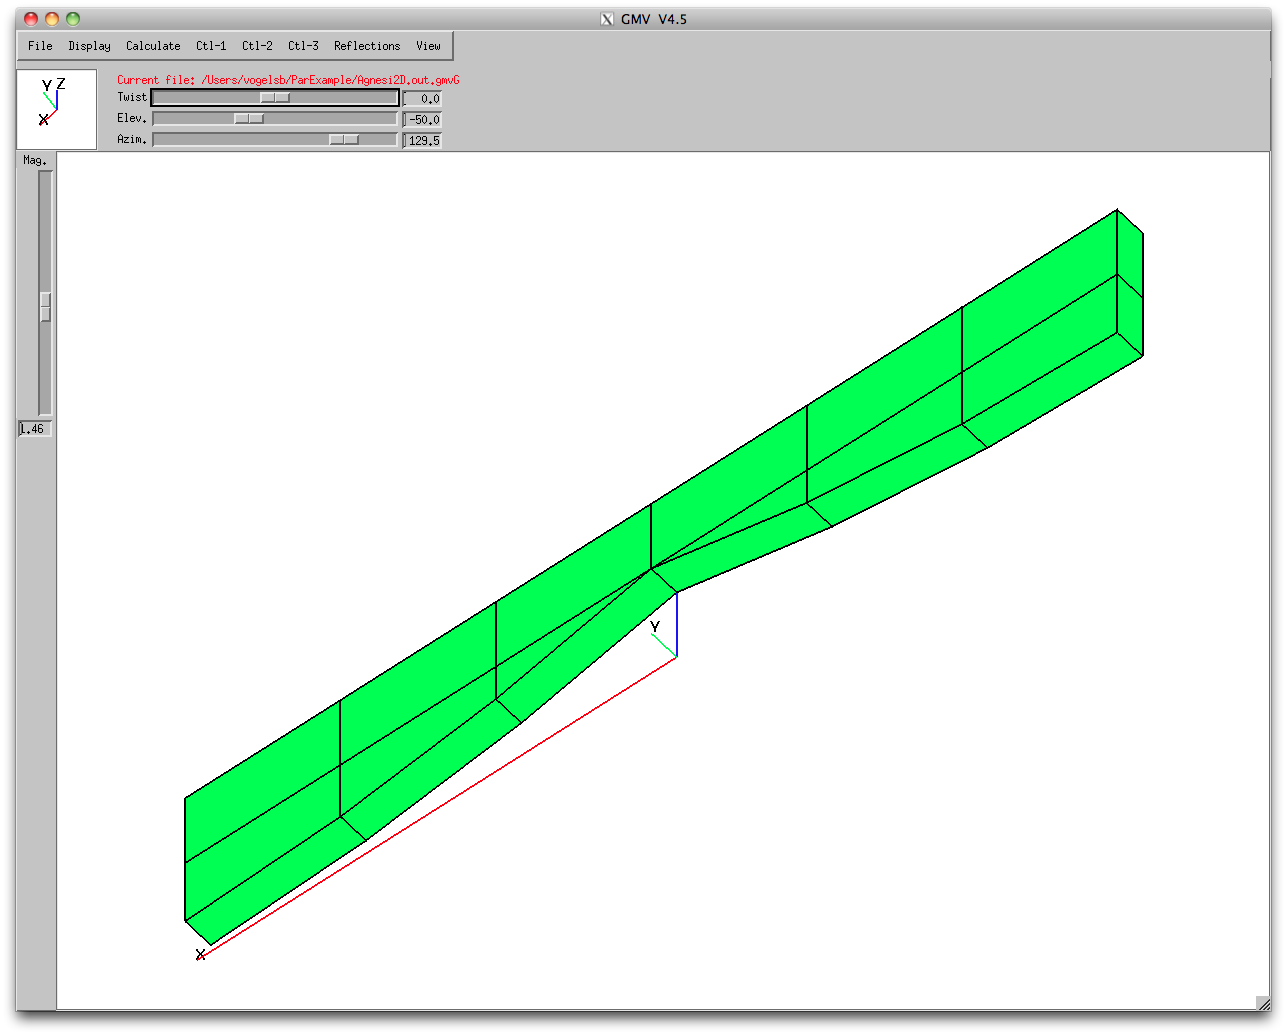 X GMV V4.5
File Display Calculate Ctl-1 Ctl-2 Ctl-3 Reflections View
Y Z
X
Current file: /Users/vogelsb/ParExample/Agnesi2D.out.gmvG
Twist 0.0
Elev. -50.0
Azim. 129.5
Mag.
1.46
Y
X